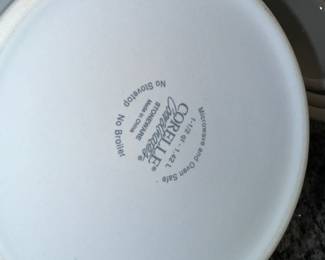 Microwave and Oven Safe
1-1/2 qt - 1.42 L
CORELLE®
Coordinates®
STONEWARE
Made in China
No Stovetop No Broiler